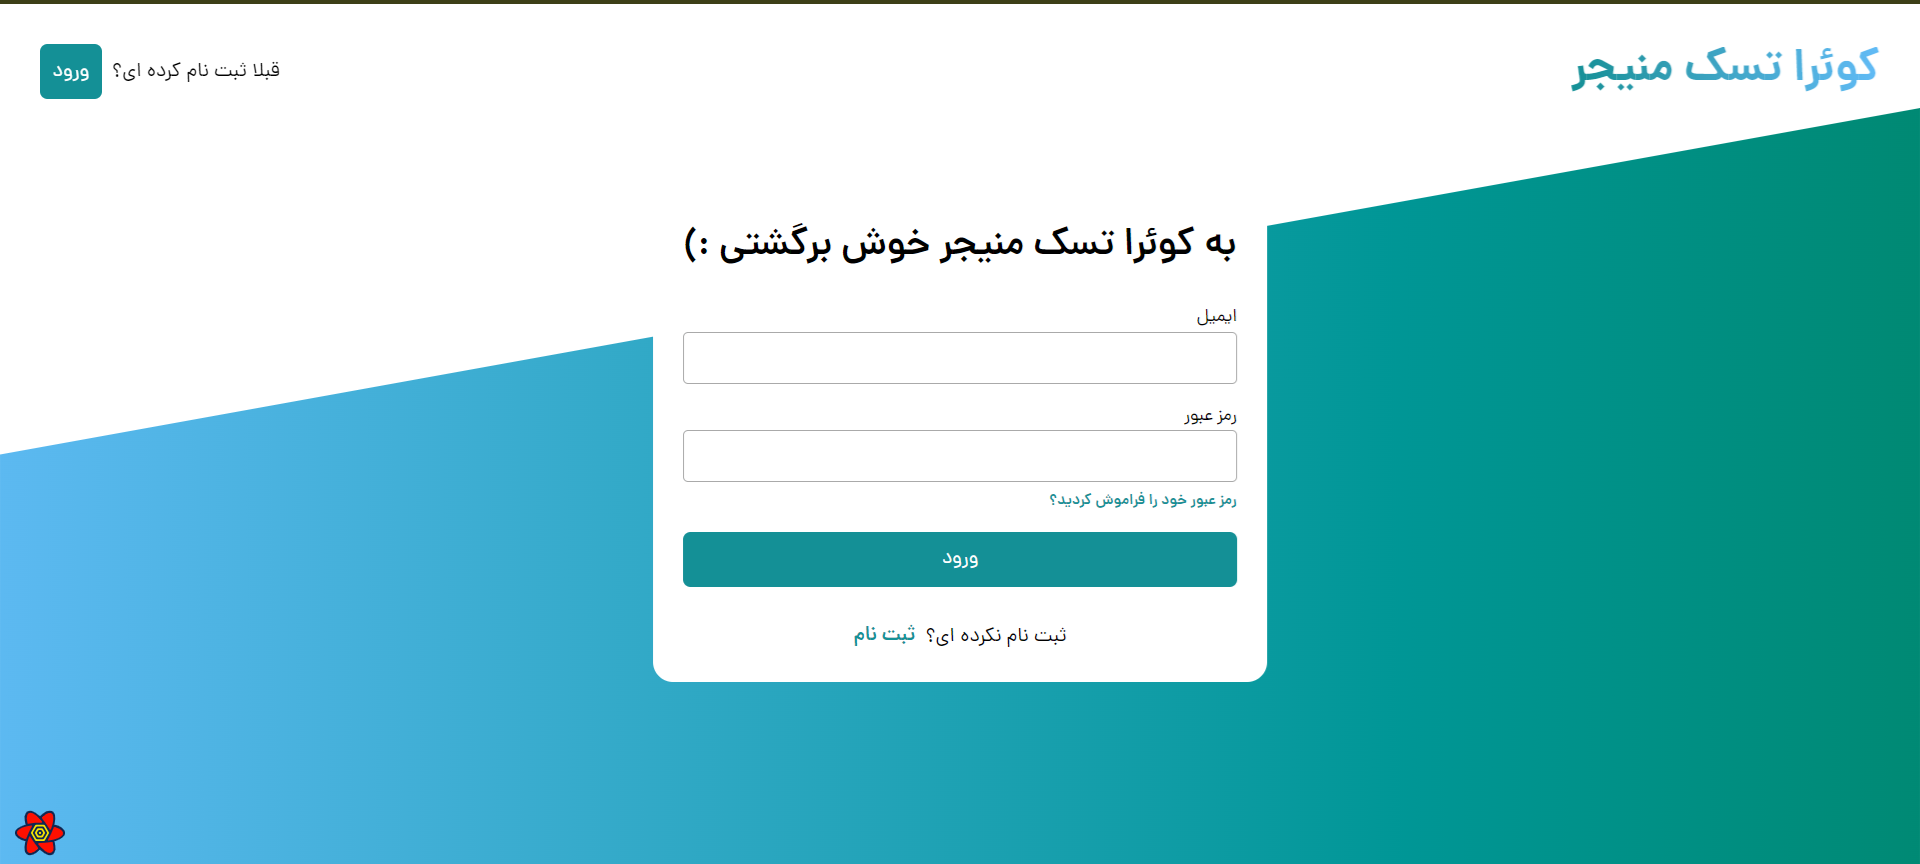 کوئرا تسک منیجر
قبلا ثبت نام کرده ای؟ ورود
به کوئرا تسک منیجر خوش برگشتی :)
ایمیل
رمز عبور
رمز عبور خود را فراموش کردید؟
ورود
ثبت نام نکرده ای؟ ثبت نام